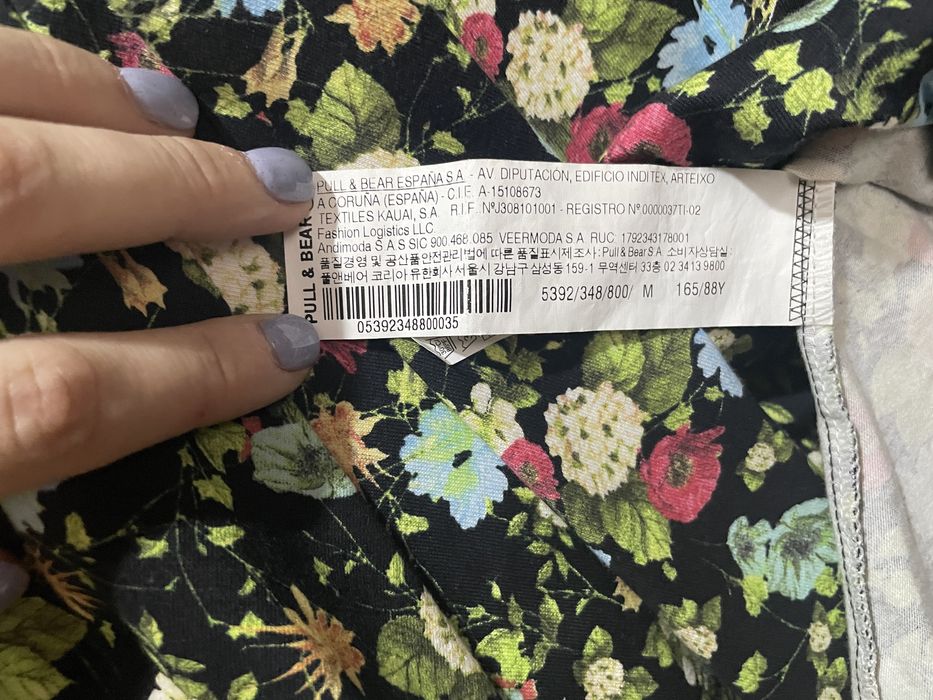 PULL & BEAR
PULL & BEAR ESPAÑA S.A. - AV. DIPUTACIÓN, EDIFICIO INDITEX, ARTEIXO
A CORUÑA (ESPAÑA) - C.I.F. A-15108673
TEXTILES KAUAI, S.A. R.I.F. Nº J308101001 - REGISTRO Nº 0000037TI-02
Fashion Logistics LLC.
Andimoda S.A.S SIC 900.468.085 VEERMODA S.A. RUC: 1792343178001
품질경영 및 공산품안전관리법에 따른 품질표시제조사 : Pull&Bear S.A. 소비자상담실 :
풀앤베어 코리아 유한회사 서울시 강남구 삼성동 159-1 무역센터 33층 02 3413 9800
5392/348/800/ M 165/88Y
05392348800035